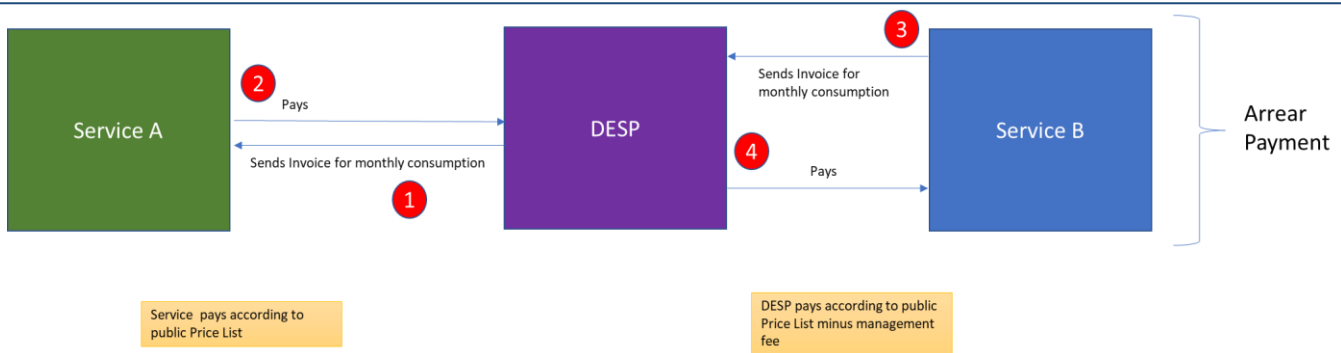 3
Sends Invoice for
monthly consumption
2
Pays
Service A
DESP
Service B
Arrear
Payment
Sends Invoice for monthly consumption
4
Pays
1
Service pays according to
public Price List
DESP pays according to public
Price List minus management
fee